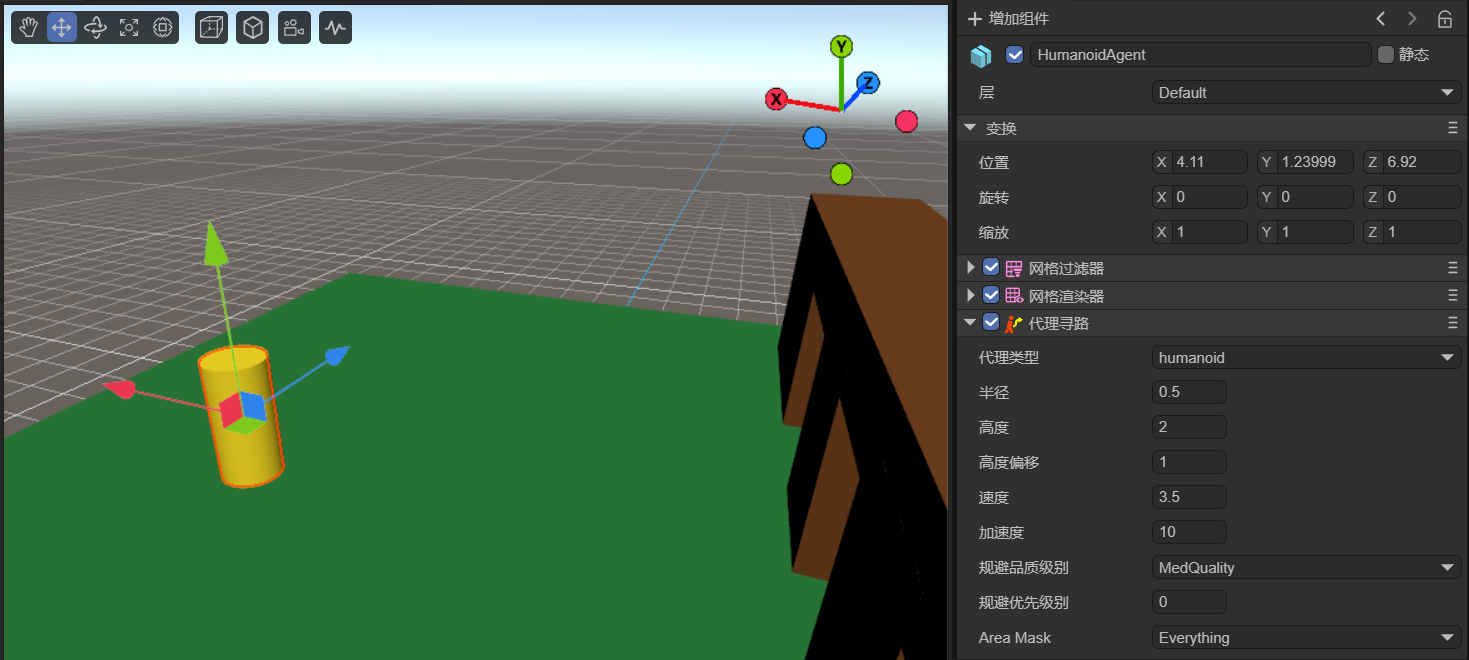 Y
Z
X
增加组件
HumanoidAgent
静态
层
Default
变换
位置 X 4.11 Y 1.23999 Z 6.92
旋转 X 0 Y 0 Z 0
缩放 X 1 Y 1 Z 1
网格过滤器
网格渲染器
代理寻路
代理类型 humanoid
半径 0.5
高度 2
高度偏移 1
速度 3.5
加速度 10
规避品质级别 MedQuality
规避优先级别 0
Area Mask Everything